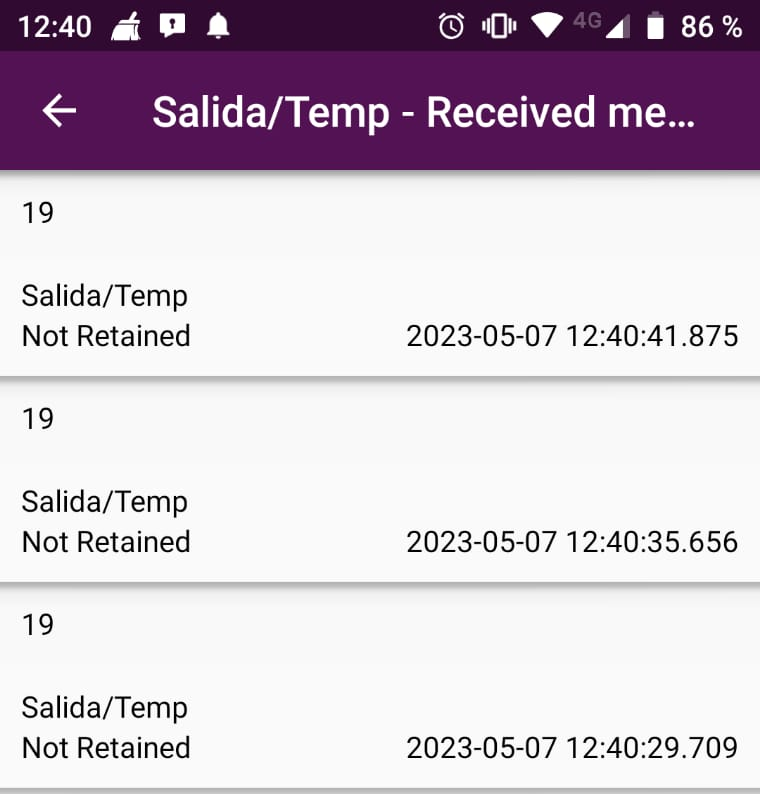 12:40 4G 86 %
Salida/Temp - Received me...
19
Salida/Temp
Not Retained 2023-05-07 12:40:41.875
19
Salida/Temp
Not Retained 2023-05-07 12:40:35.656
19
Salida/Temp
Not Retained 2023-05-07 12:40:29.709